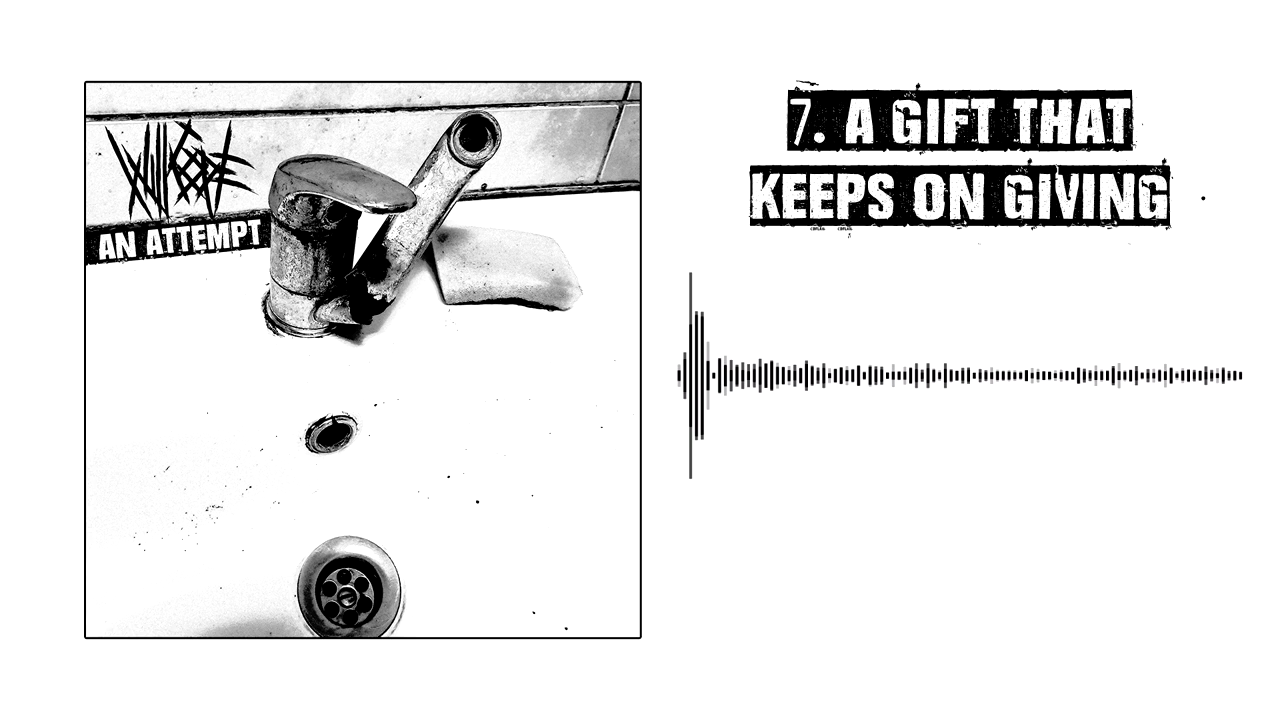 AN ATTEMPT
7. A GIFT THAT
KEEPS ON GIVING